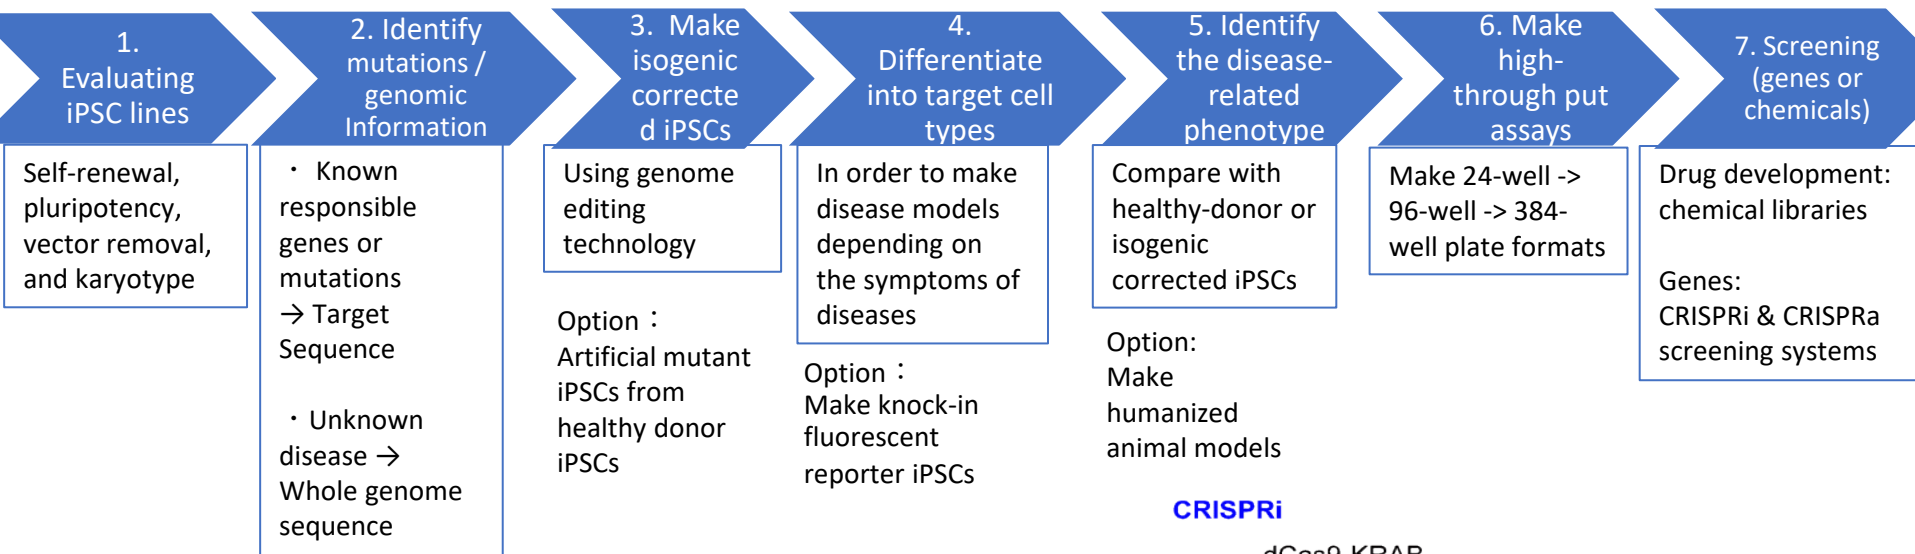 1.
Evaluating
iPSC lines
Self-renewal,
pluripotency,
vector removal,
and karyotype
2. Identify
mutations /
genomic
Information
・ Known
responsible
genes or
mutations
→ Target
Sequence
・Unknown
disease →
Whole genome
sequence
3. Make
isogenic
correcte
d iPSCs
Using genome
editing
technology
Option：
Artificial mutant
iPSCs from
healthy donor
iPSCs
4.
Differentiate
into target cell
types
In order to make
disease models
depending on
the symptoms of
diseases
Option：
Make knock-in
fluorescent
reporter iPSCs
5. Identify
the disease-
related
phenotype
Compare with
healthy-donor or
isogenic
corrected iPSCs
Option:
Make
humanized
animal models
6. Make
high-
through put
assays
Make 24-well ->
96-well -> 384-
well plate formats
7. Screening
(genes or
chemicals)
Drug development:
chemical libraries
Genes:
CRISPRi & CRISPRa
screening systems
CRISPRi
dCas9-KRAB